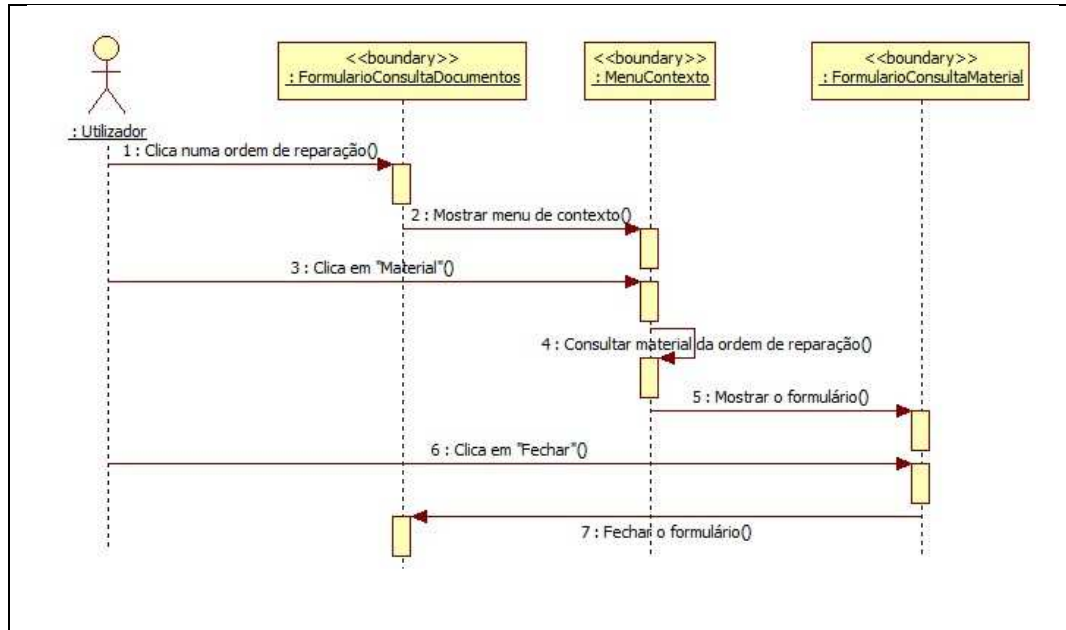 <<boundary>>
: FormularioConsultaDocumentos
<<boundary>>
: MenuContexto
<<boundary>>
: FormularioConsultaMaterial
: Utilizador
1 : Clica numa ordem de reparação()
2 : Mostrar menu de contexto()
3 : Clica em "Material"()
4 : Consultar material da ordem de reparação()
5 : Mostrar o formulário()
6 : Clica em "Fechar"()
7 : Fechar o formulário()